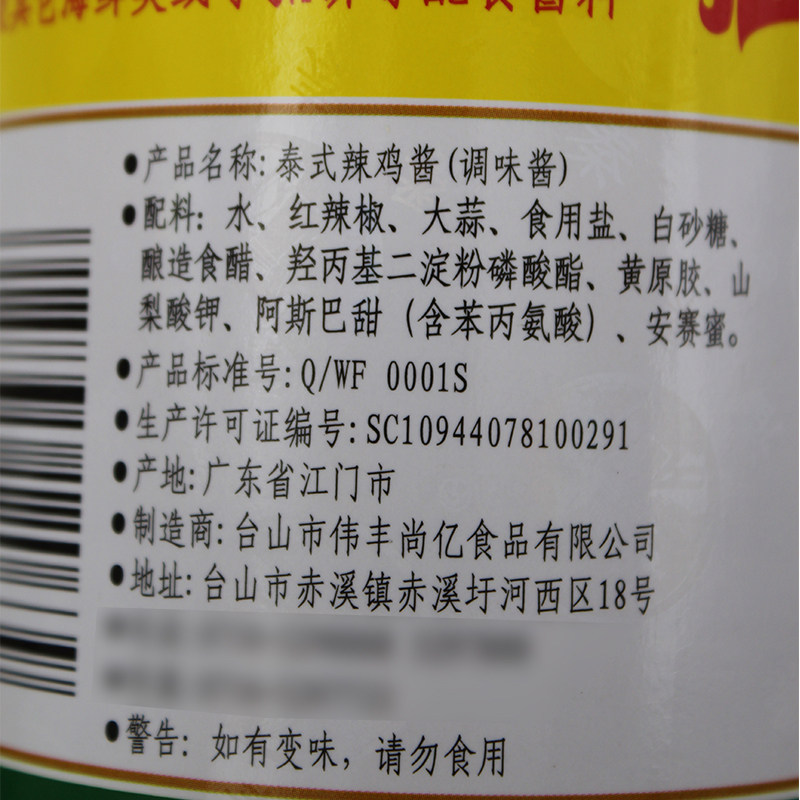 ●产品名称: 泰式辣鸡酱(调味酱)
●配料: 水、红辣椒、大蒜、食用盐、白砂糖、
酿造食醋、羟丙基二淀粉磷酸酯、黄原胶、山
梨酸钾、阿斯巴甜（含苯丙氨酸）、安赛蜜。
●产品标准号: Q/WF 0001S
●生产许可证编号: SC10944078100291
●产地: 广东省江门市
●制造商: 台山市伟丰尚亿食品有限公司
●地址: 台山市赤溪镇赤溪圩河西区18号
●警告: 如有变味，请勿食用